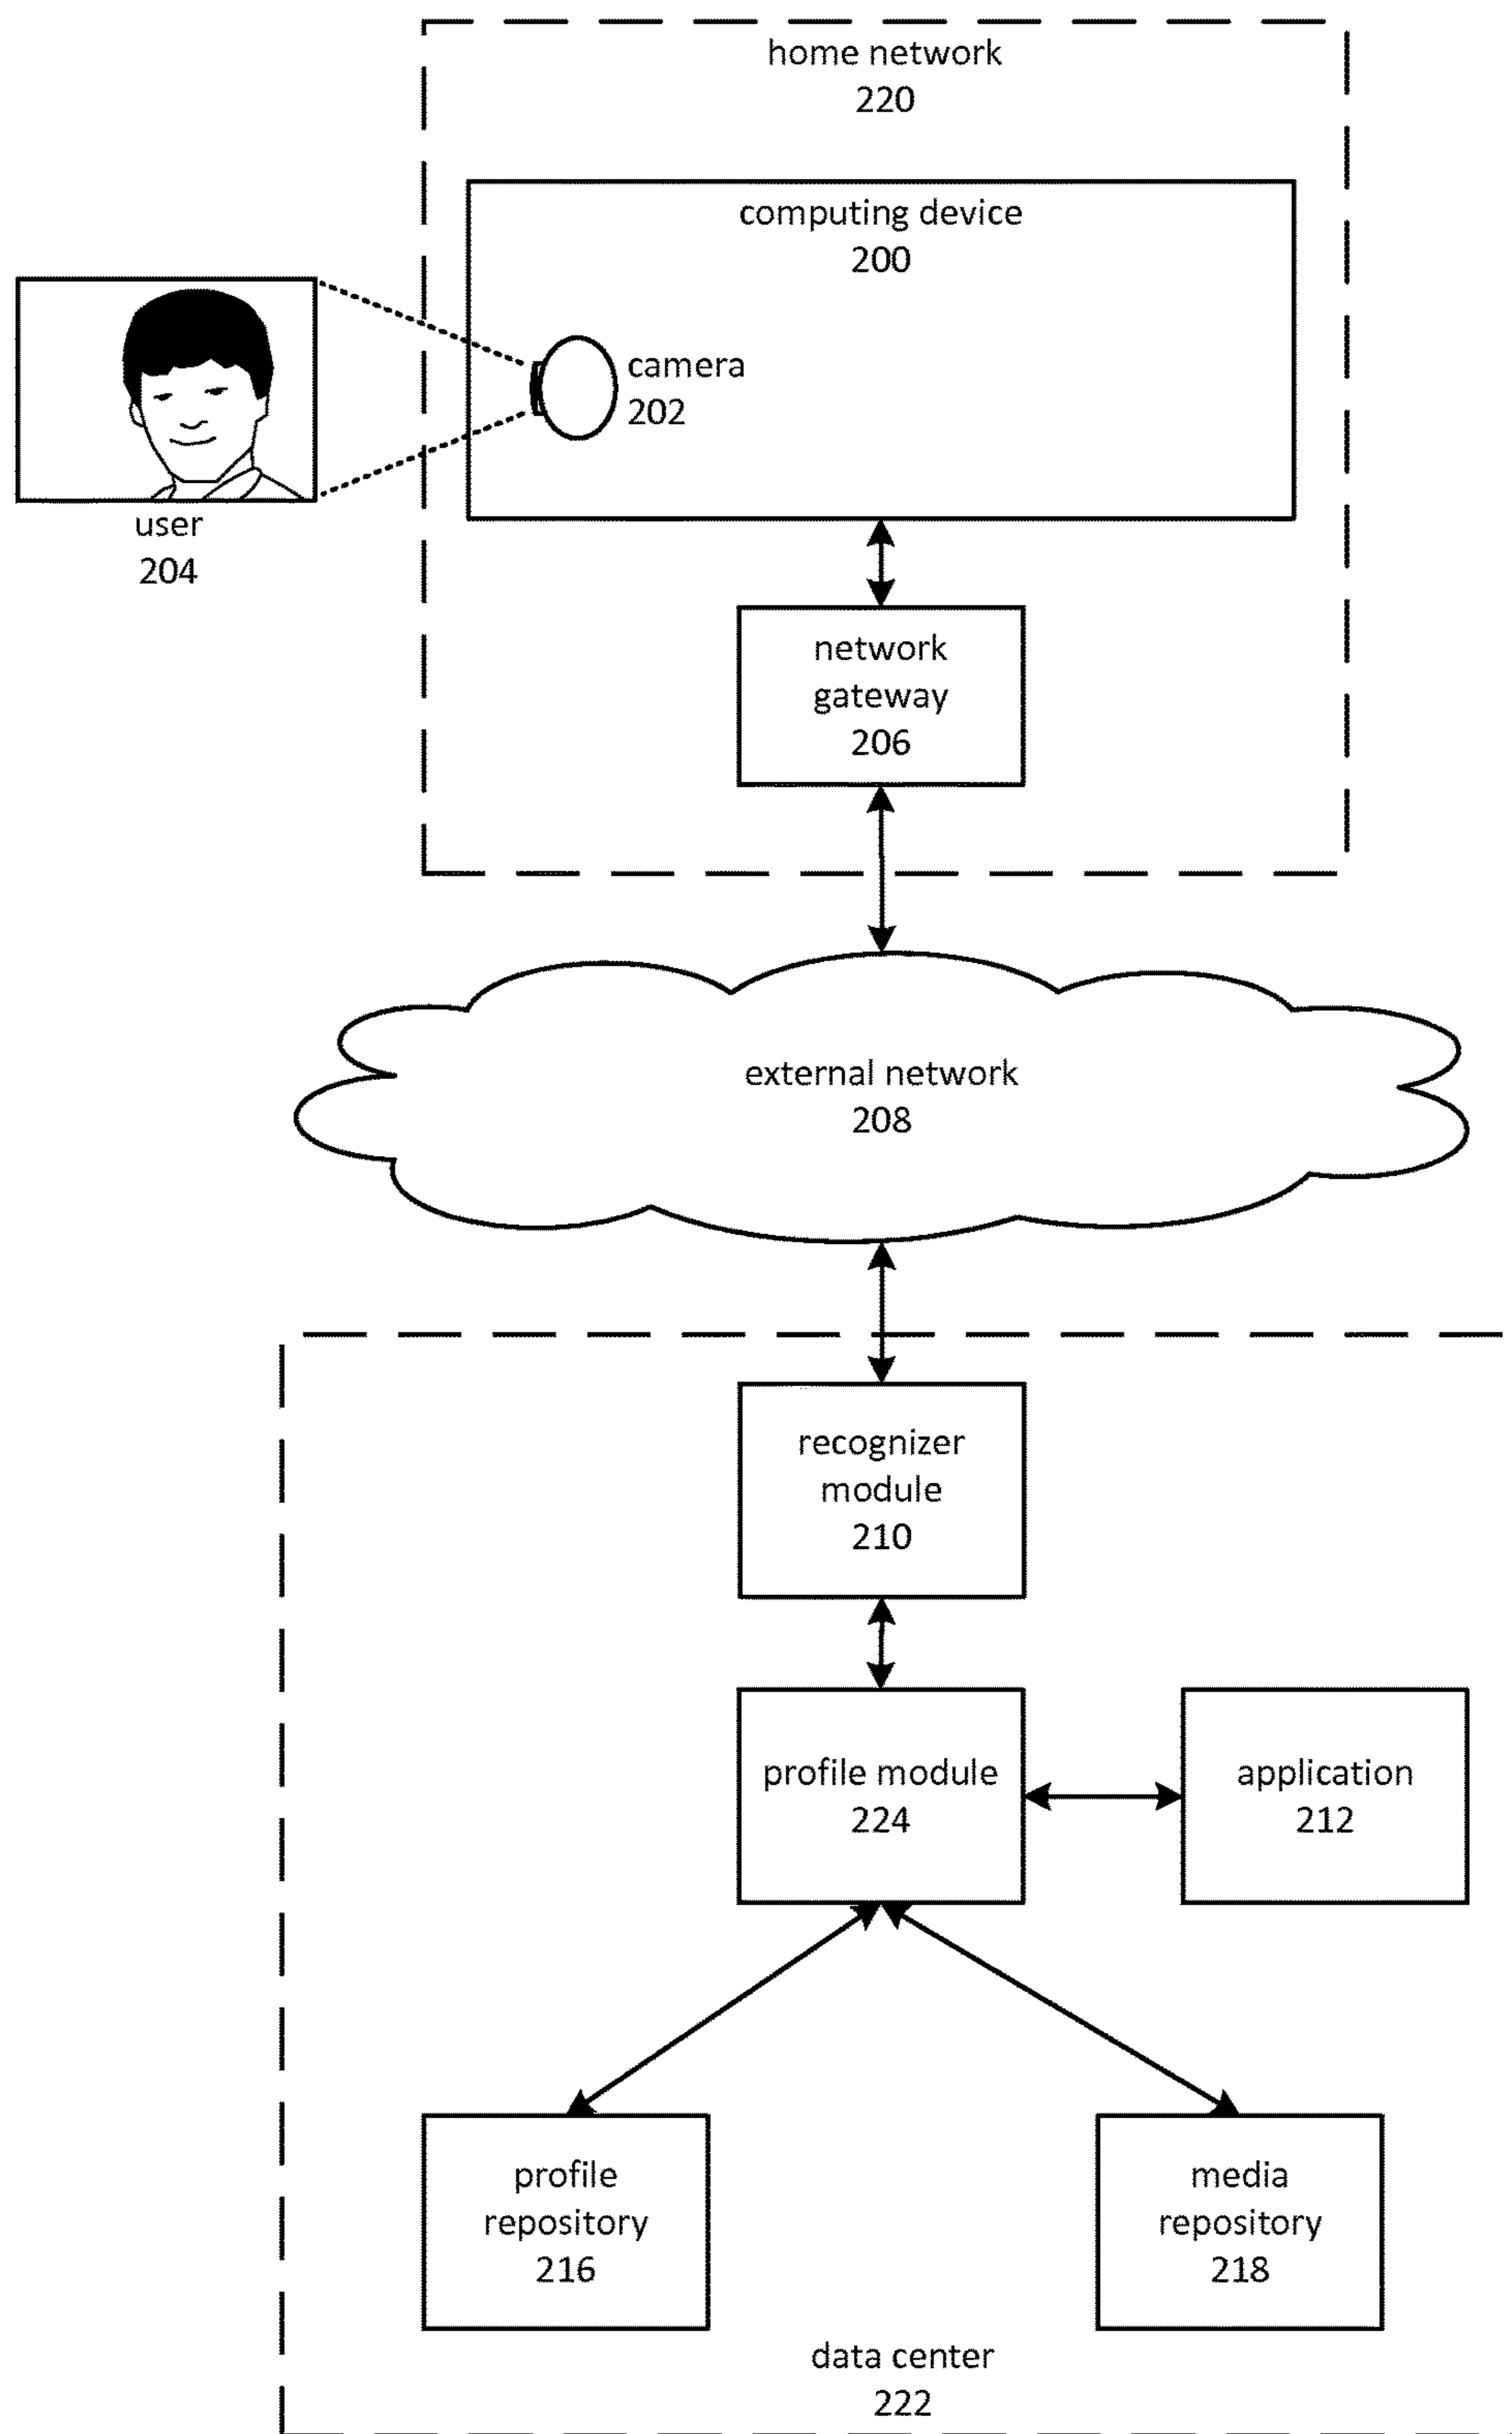 home network
220
computing device
200
camera
202
user
204
network
gateway
206
external network
208
recognizer
module
210
profile module
224
application
212
profile
repository
216
media
repository
218
data center
222